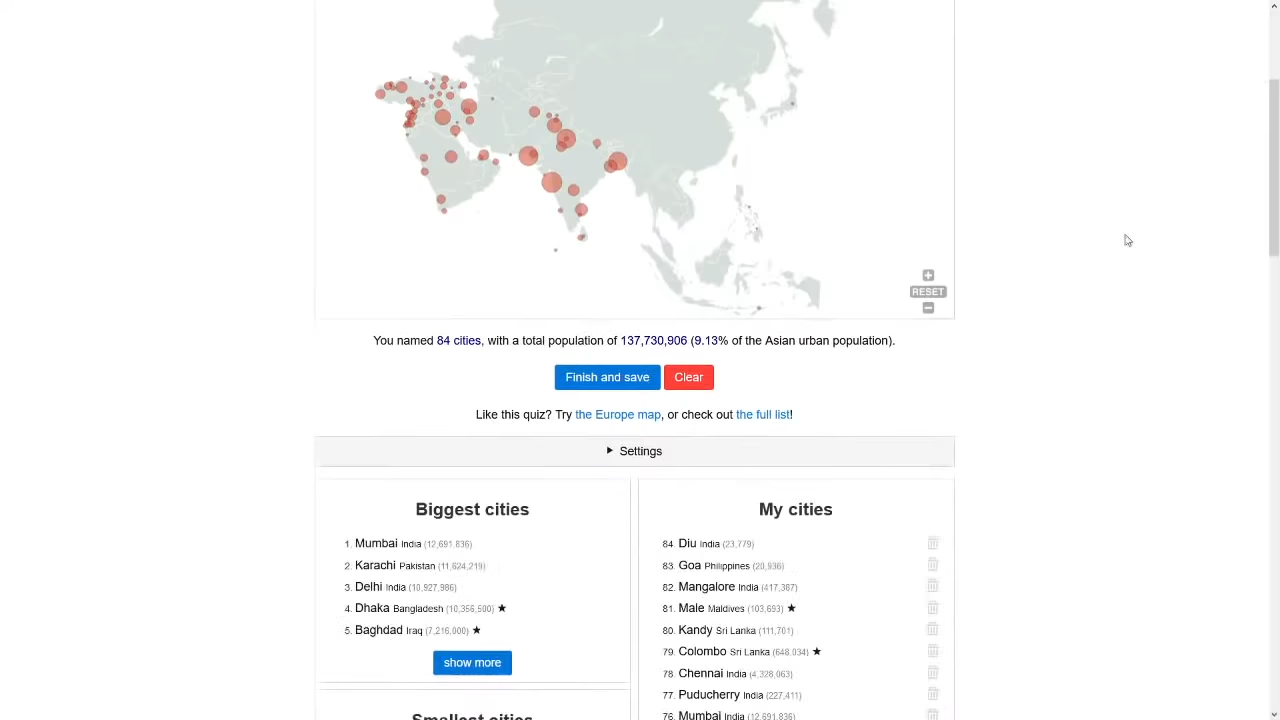 RESET
You named 84 cities, with a total population of 137,730,906 (9.13% of the Asian urban population).
Finish and save Clear
Like this quiz? Try the Europe map, or check out the full list!
Settings
Biggest cities
1. Mumbai India (12,691,836)
2. Karachi Pakistan (11,624,219)
3. Delhi India (10,927,986)
4. Dhaka Bangladesh (10,356,500) ★
5. Baghdad Iraq (7,216,000) ★
show more
Smallest cities
My cities
84 Diu India (23,779)
83. Goa Philippines (20,936)
82. Mangalore India (417,387)
81. Male Maldives (103,693) ★
80. Kandy Sri Lanka (111,701)
79. Colombo Sri Lanka (648,034) ★
78. Chennai India (4,328,063)
77. Puducherry India (227,411)
76. Mumbai India (12,691,836)